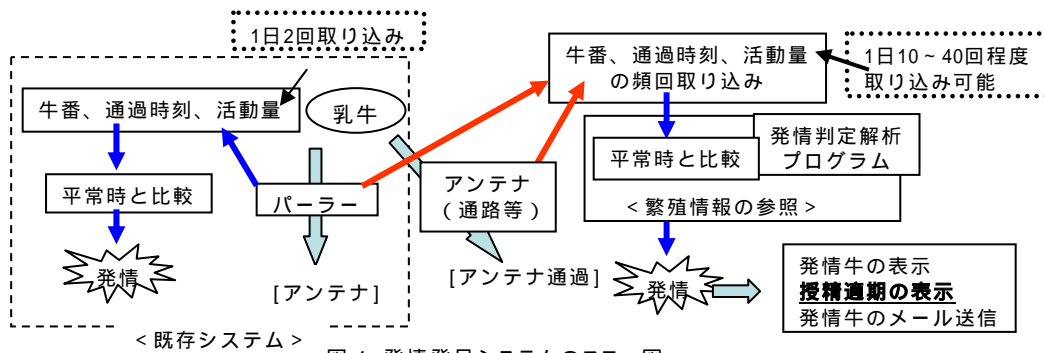 1日2回取り込み
牛番、通過時刻、活動量
乳牛
平常時と比較
パーラー
発情
[アンテナ]
<既存システム>
アンテナ
(通路等)
[アンテナ通過]
牛番、通過時刻、活動量
の頻回取り込み
1日10~40回程度
取り込み可能
平常時と比較
発情判定解析
プログラム
<繁殖情報の参照>
発情
発情牛の表示
授精適期の表示
発情牛のメール送信